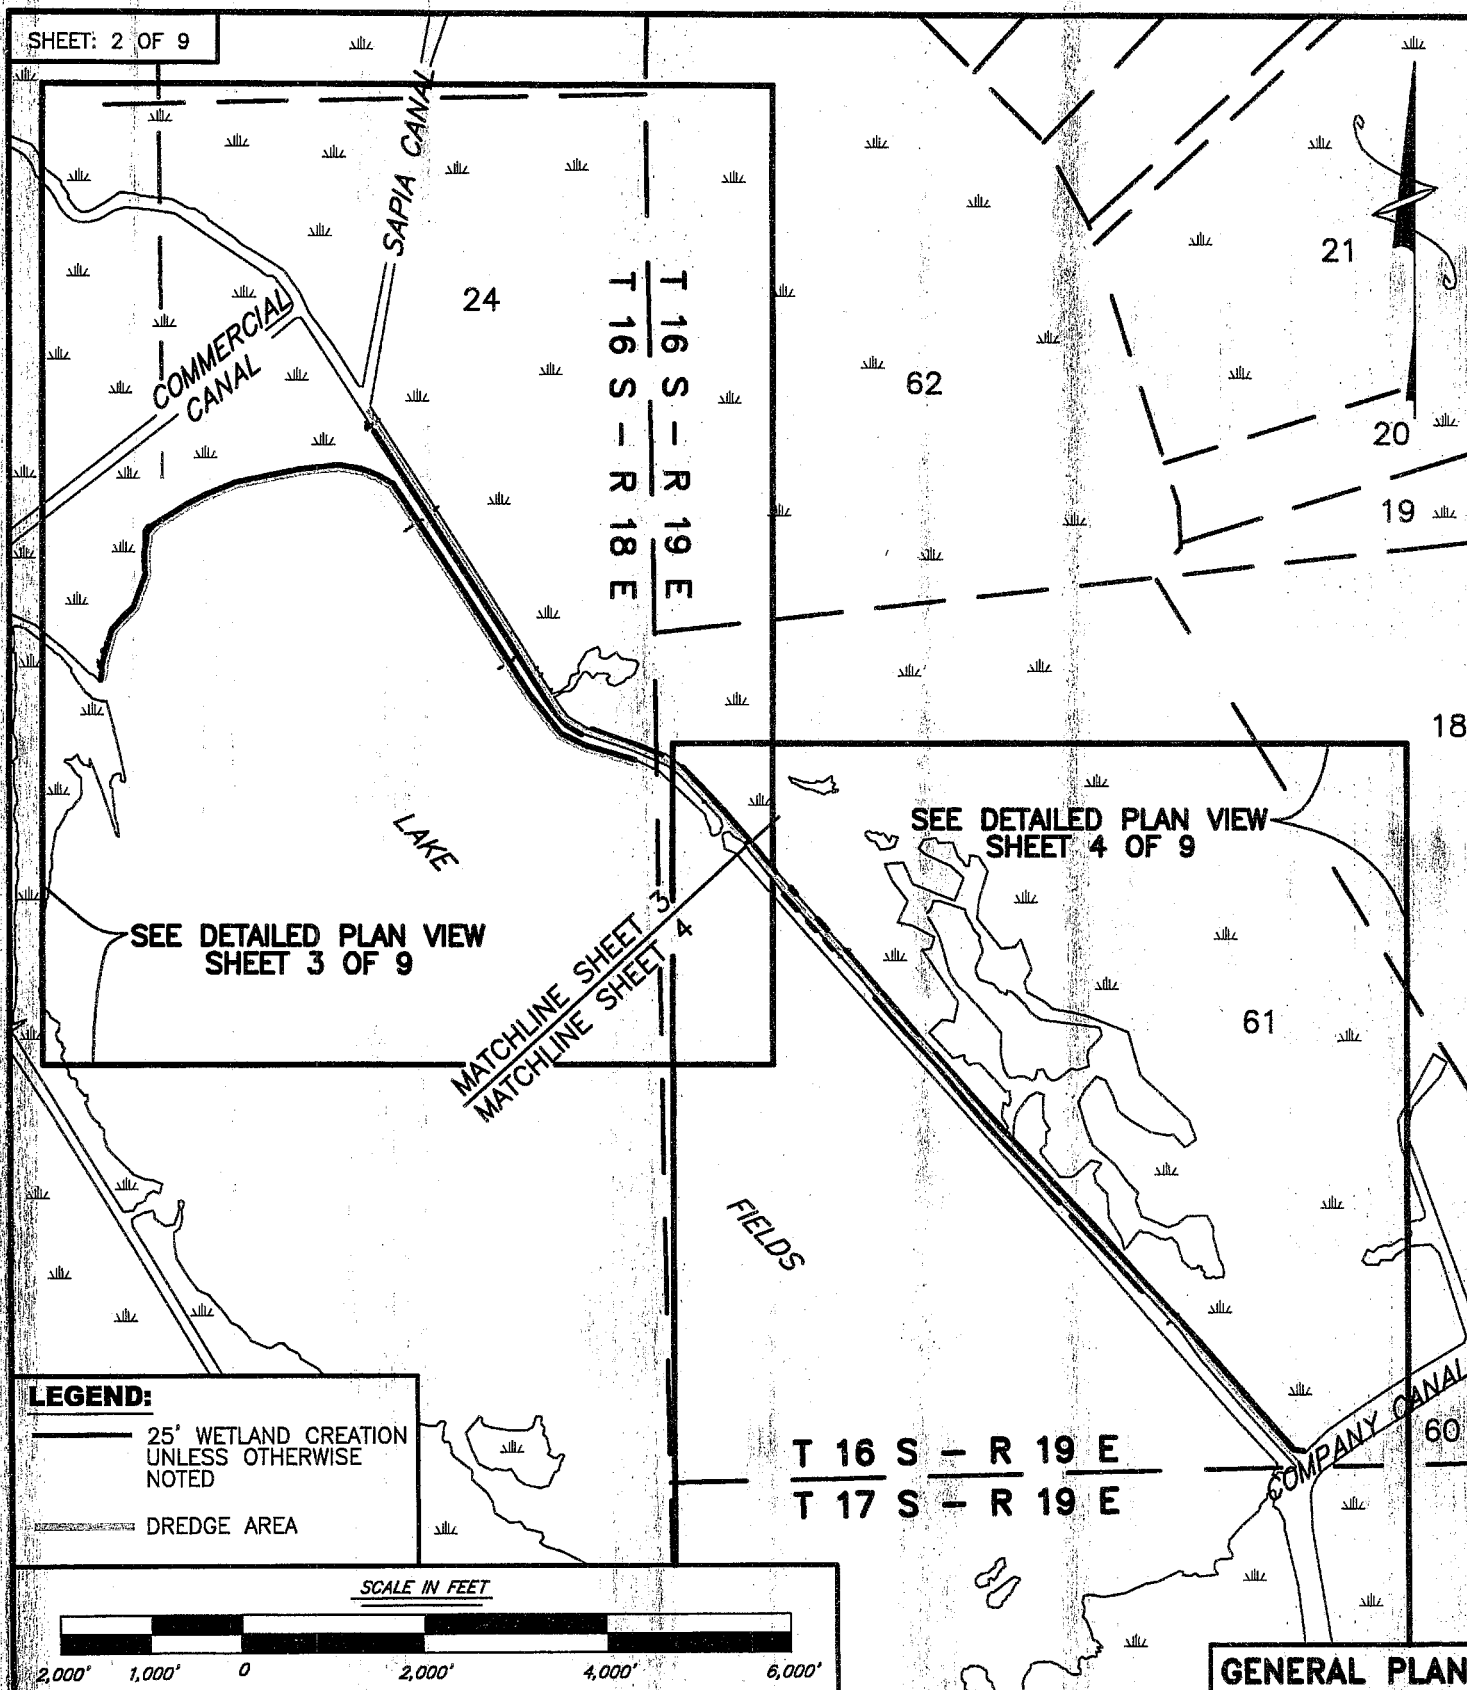 SHEET: 2 OF 9
SAPIA CANAL
24
21
COMMERCIAL
CANAL
T 16 S - R 19 E
T 16 S - R 18 E
62
20
19
18
LAKE
SEE DETAILED PLAN VIEW
SHEET 4 OF 9
SEE DETAILED PLAN VIEW
SHEET 3 OF 9
MATCHLINE SHEET 3
MATCHLINE SHEET 4
61
FIELDS
LEGEND:
25' WETLAND CREATION
UNLESS OTHERWISE
NOTED
DREDGE AREA
T 16 S - R 19 E
T 17 S - R 19 E
COMPANY CANAL
60
SCALE IN FEET
2,000' 1,000' 0 2,000' 4,000' 6,000'
GENERAL PLAN